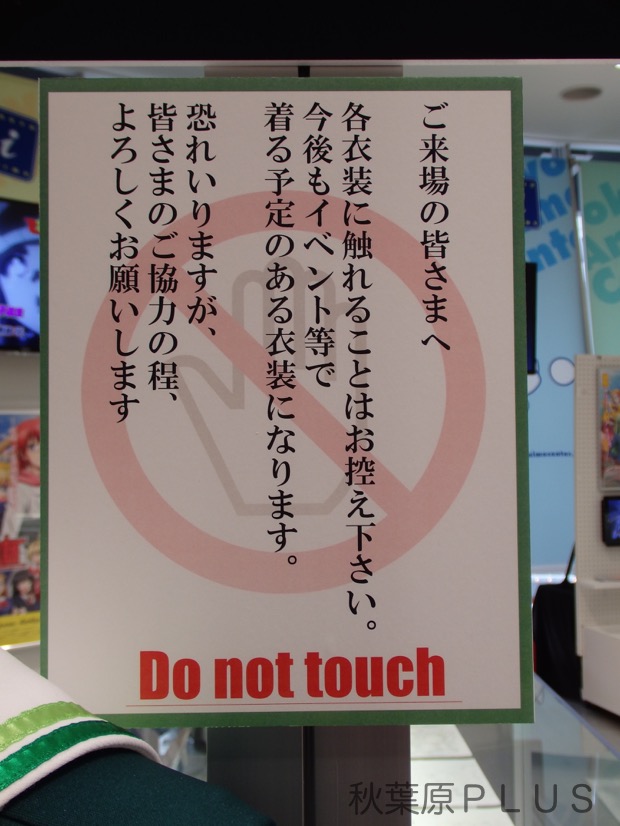 ご来場の皆さまへ
各衣装に触れることはお控え下さい。
今後もイベント等で
着る予定のある衣装になります。
恐れいりますが、
皆さまのご協力の程、
よろしくお願いします
Do not touch
秋葉原ＰＬＵＳ